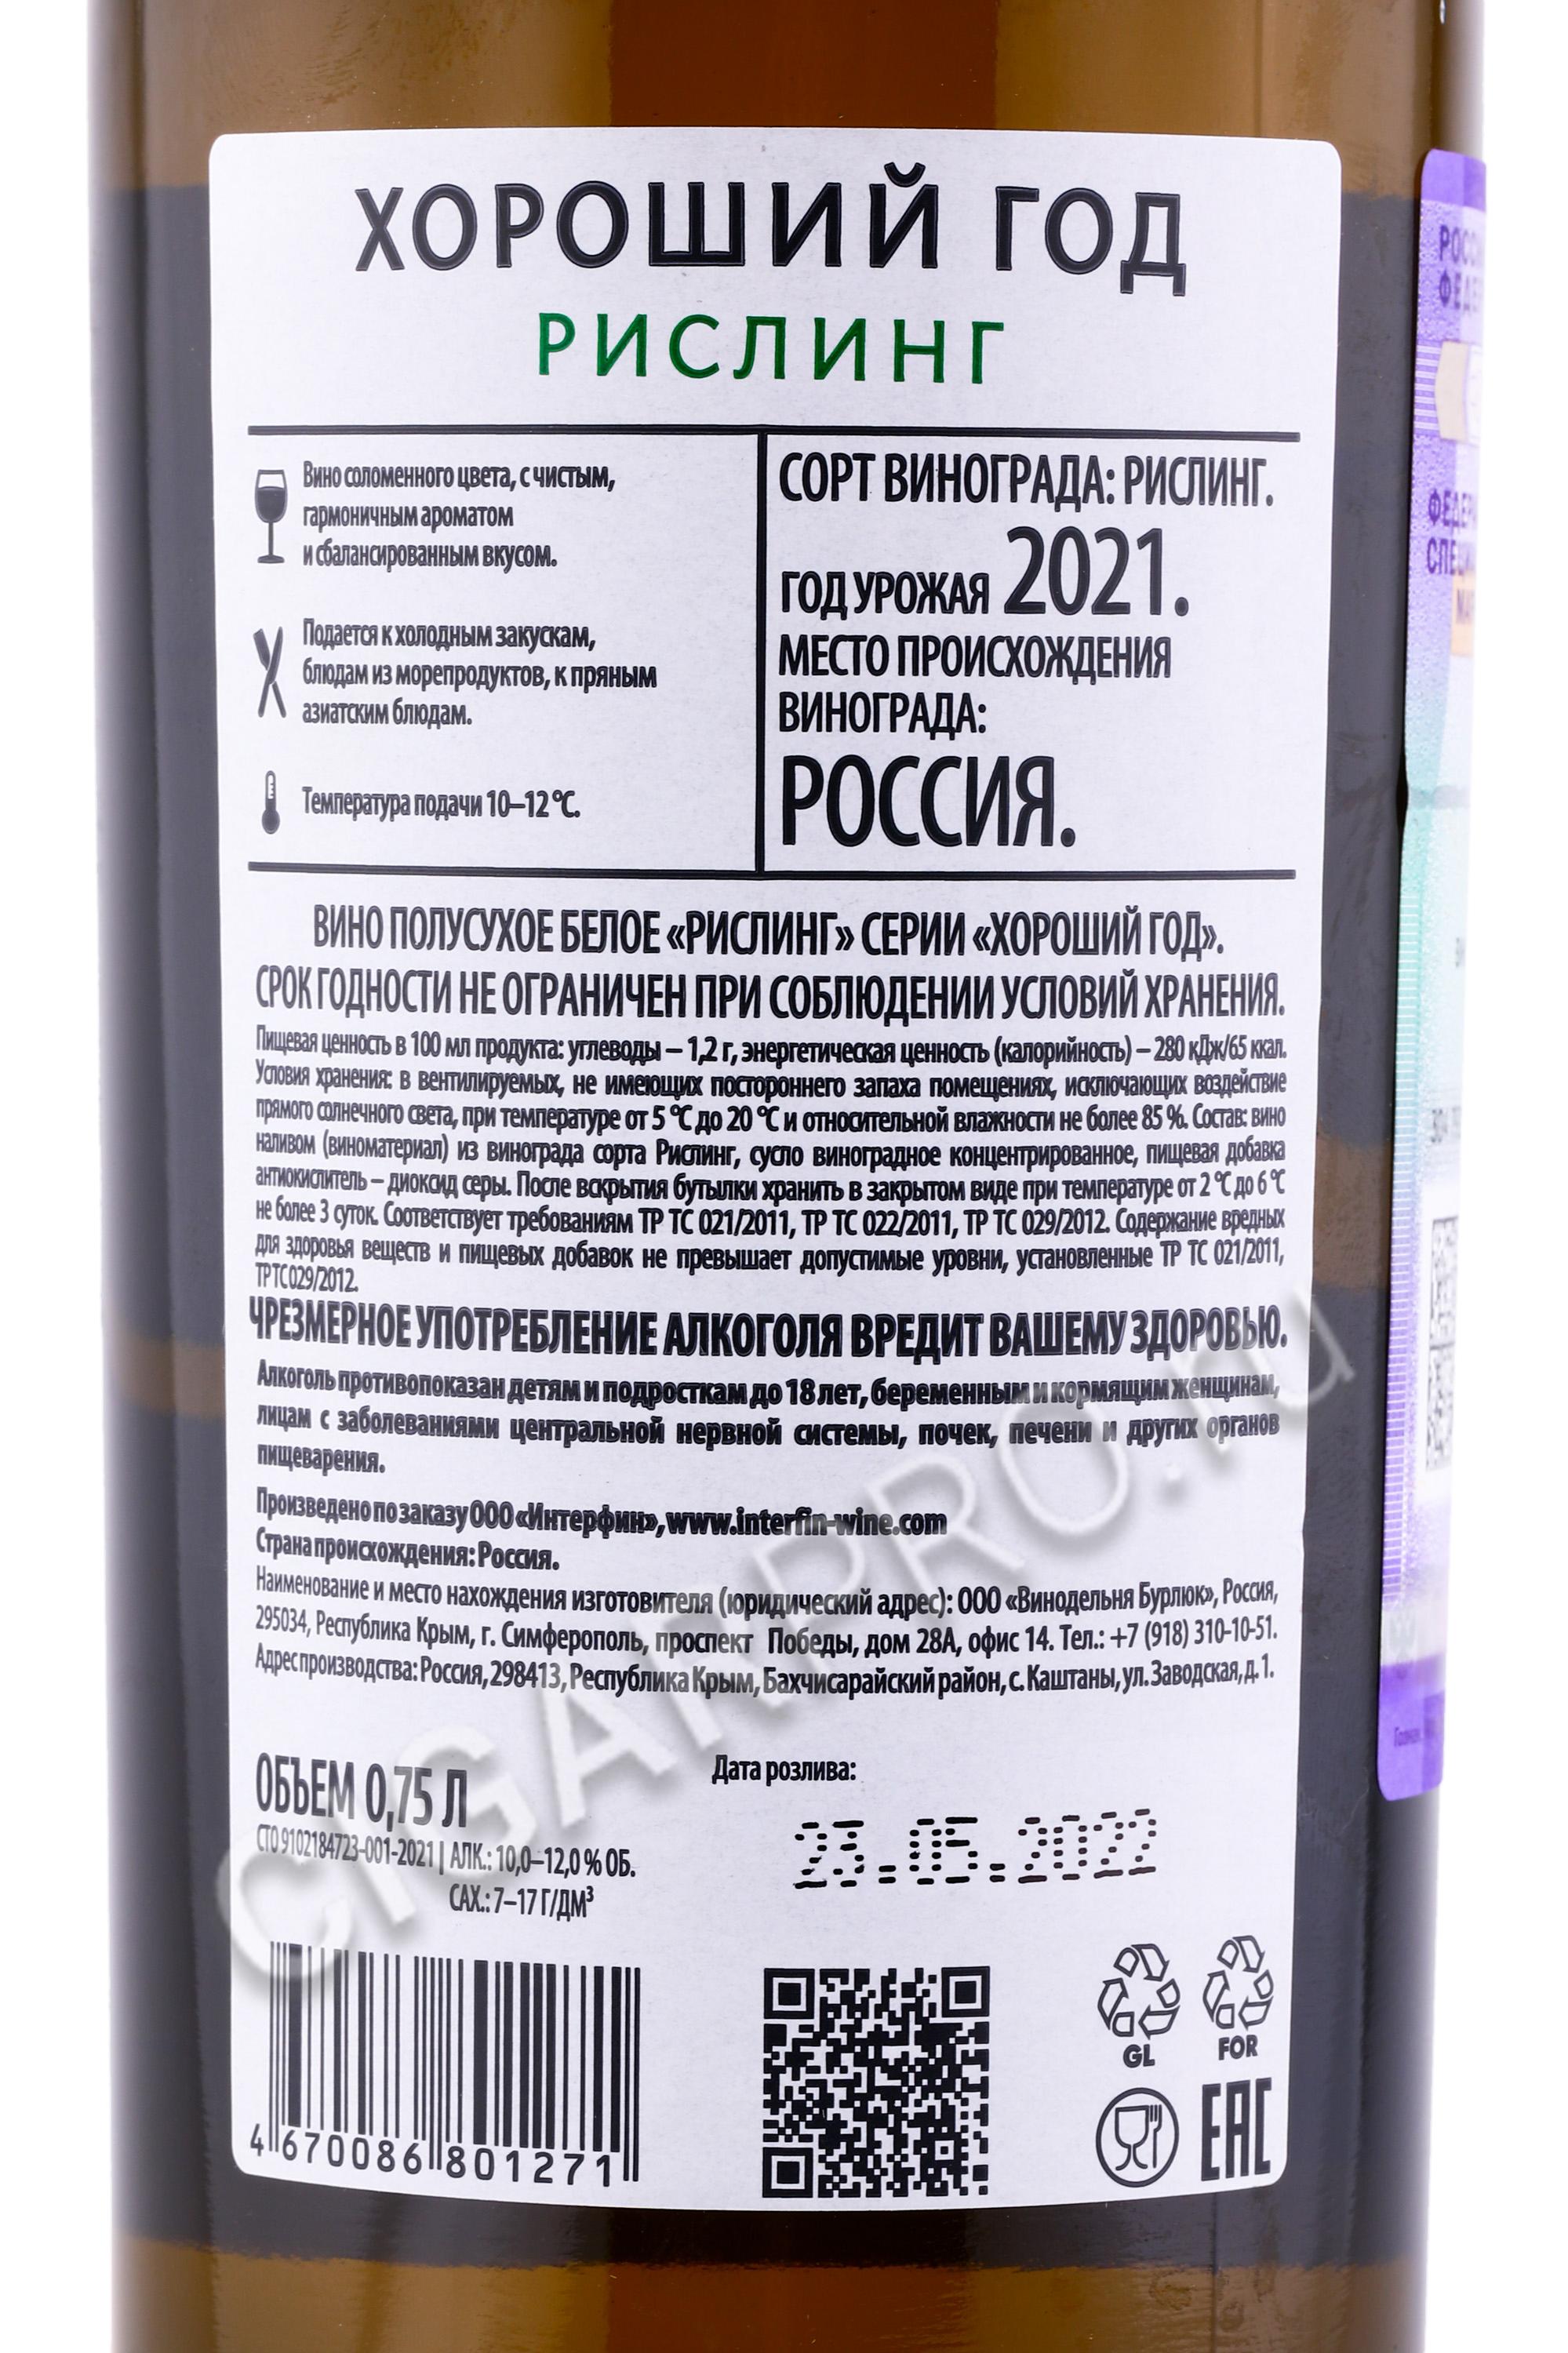 ХОРОШИЙ ГОД
РИСЛИНГ
Вино соломенного цвета, с чистым,
гармоничным ароматом
и сбалансированным вкусом.
Подается к холодным закускам,
блюдам из морепродуктов, к пряным
азиатским блюдам.
Температура подачи 10–12 °С.
СОРТ ВИНОГРАДА: РИСЛИНГ.
ГОД УРОЖАЯ 2021.
МЕСТО ПРОИСХОЖДЕНИЯ
ВИНОГРАДА:
РОССИЯ.
ВИНО ПОЛУСУХОЕ БЕЛОЕ «РИСЛИНГ» СЕРИИ «ХОРОШИЙ ГОД».
СРОК ГОДНОСТИ НЕ ОГРАНИЧЕН ПРИ СОБЛЮДЕНИИ УСЛОВИЙ ХРАНЕНИЯ.
Пищевая ценность в 100 мл продукта: углеводы – 1,2 г, энергетическая ценность (калорийность) – 280 кДж/65 ккал.
Условия хранения: в вентилируемых, не имеющих постороннего запаха помещениях, исключающих воздействие
прямого солнечного света, при температуре от 5 °С до 20 °С и относительной влажности не более 85 %. Состав: вино
наливом (виноматериал) из винограда сорта Рислинг, сусло виноградное концентрированное, пищевая добавка
антиокислитель – диоксид серы. После вскрытия бутылки хранить в закрытом виде при температуре от 2 °С до 6 °С
не более 3 суток. Соответствует требованиям ТР ТС 021/2011, ТР ТС 022/2011, ТР ТС 029/2012. Содержание вредных
для здоровья веществ и пищевых добавок не превышает допустимые уровни, установленные ТР ТС 021/2011,
ТР ТС 029/2012.
ЧРЕЗМЕРНОЕ УПОТРЕБЛЕНИЕ АЛКОГОЛЯ ВРЕДИТ ВАШЕМУ ЗДОРОВЬЮ.
Алкоголь противопоказан детям и подросткам до 18 лет, беременным и кормящим женщинам,
лицам с заболеваниями центральной нервной системы, почек, печени и других органов
пищеварения.
Произведено по заказу ООО «Интерфин», www.interfin-wine.com
Страна происхождения: Россия.
Наименование и место нахождения изготовителя (юридический адрес): ООО «Винодельня Бурлюк», Россия,
295034, Республика Крым, г. Симферополь, проспект Победы, дом 28А, офис 14. Тел.: +7 (918) 310-10-51.
Адрес производства: Россия, 298413, Республика Крым, Бахчисарайский район, с. Каштаны, ул. Заводская, д. 1.
ОБЪЕМ 0,75 Л
СТО 9102184723-001-2021 | АЛК.: 10,0–12,0 % ОБ.
САХ.: 7–17 Г/ДМ³
Дата розлива:
23.05.2022
4 670086 801271
GL
FOR
EAC
CIGARPRO.ru